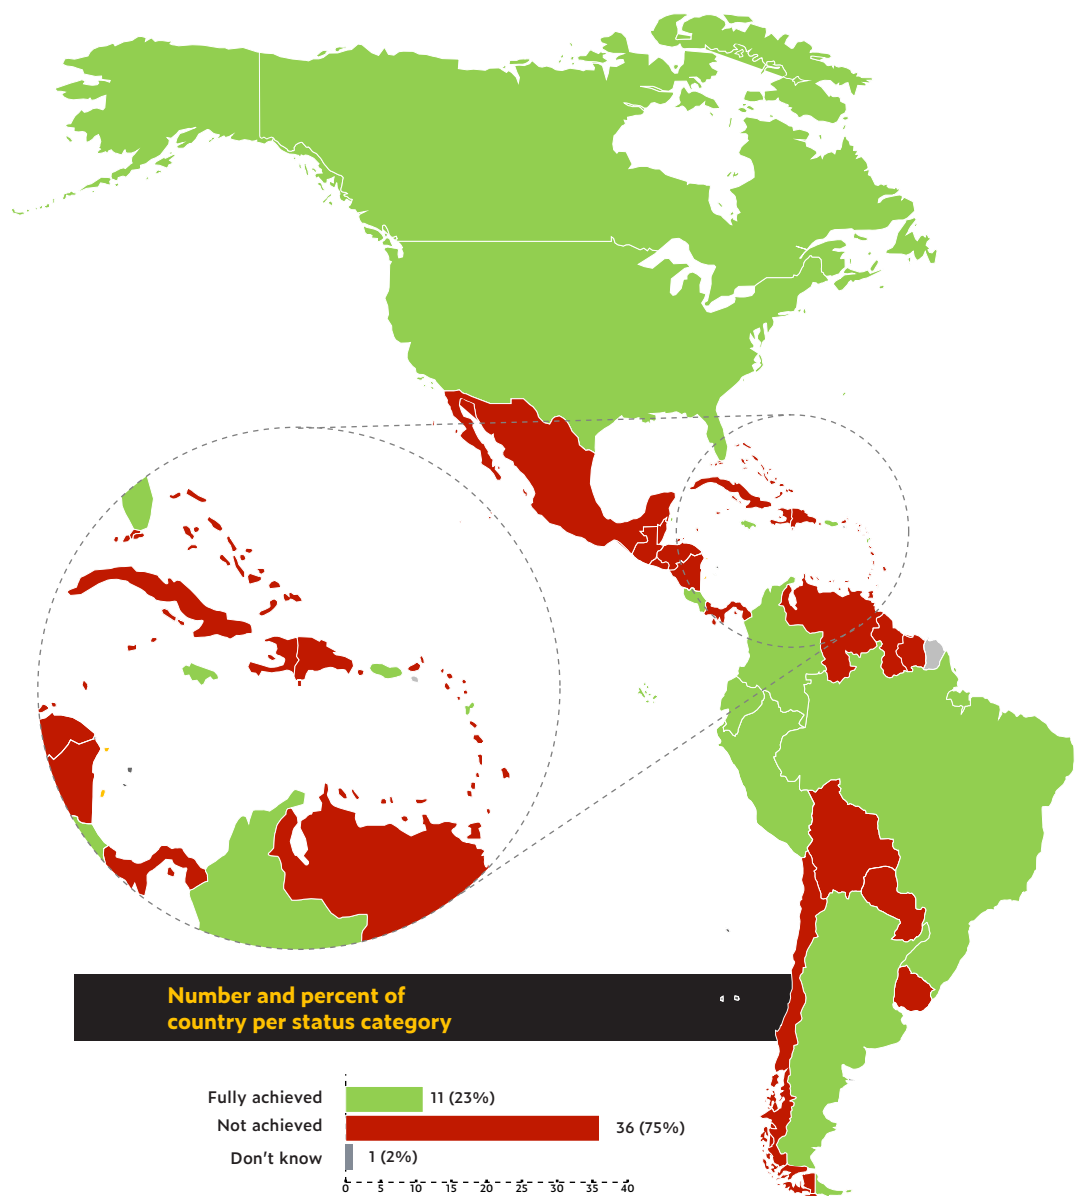 Number and percent of
country per status category
Fully achieved 11 (23%)
Not achieved 36 (75%)
Don't know 1 (2%)
0 5 10 15 20 25 30 35 40